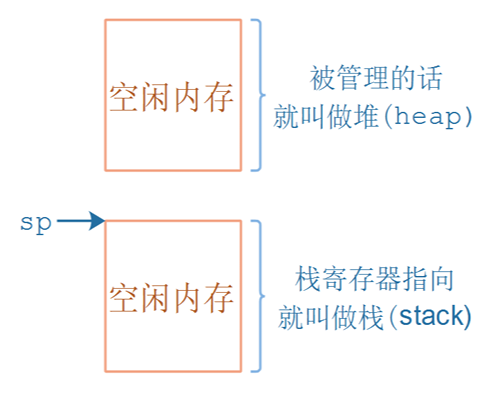 空闲内存
被管理的话
就叫做堆(heap)
sp
空闲内存
栈寄存器指向
就叫做栈(stack)